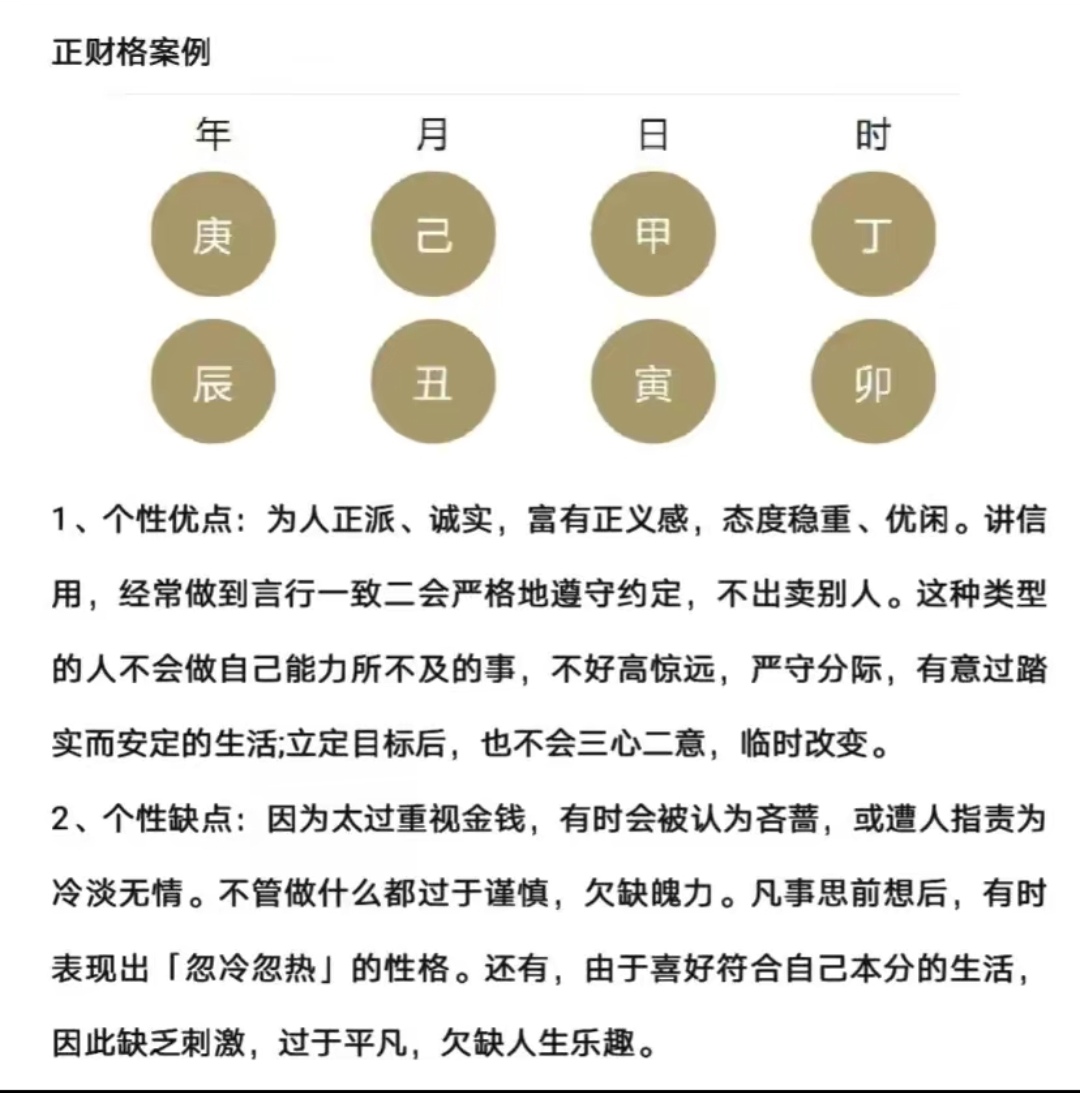 正财格案例
年 月 日 时
庚 己 甲 丁
辰 丑 寅 卯
1、个性优点：为人正派、诚实，富有正义感，态度稳重、优闲。讲信
用，经常做到言行一致二会严格地遵守约定，不出卖别人。这种类型
的人不会做自己能力所不及的事，不好高惊远，严守分际，有意过踏
实而安定的生活;立定目标后，也不会三心二意，临时改变。
2、个性缺点：因为太过重视金钱，有时会被认为吝蔷，或遭人指责为
冷淡无情。不管做什么都过于谨慎，欠缺魄力。凡事思前想后，有时
表现出「忽冷忽热」的性格。还有，由于喜好符合自己本分的生活，
因此缺乏刺激，过于平凡，欠缺人生乐趣。